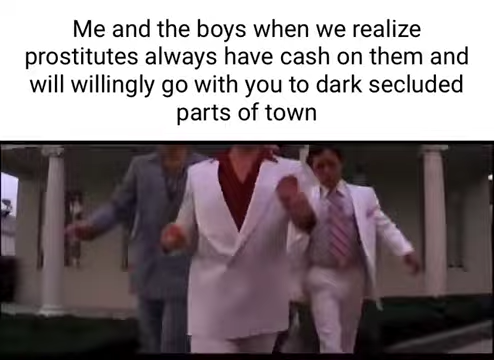 Me and the boys when we realize
prostitutes always have cash on them and
will willingly go with you to dark secluded
parts of town